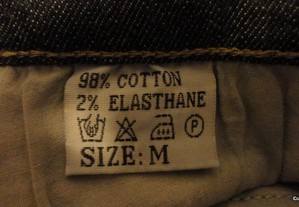 98% COTTON
2% ELASTHANE
P
SIZE: M